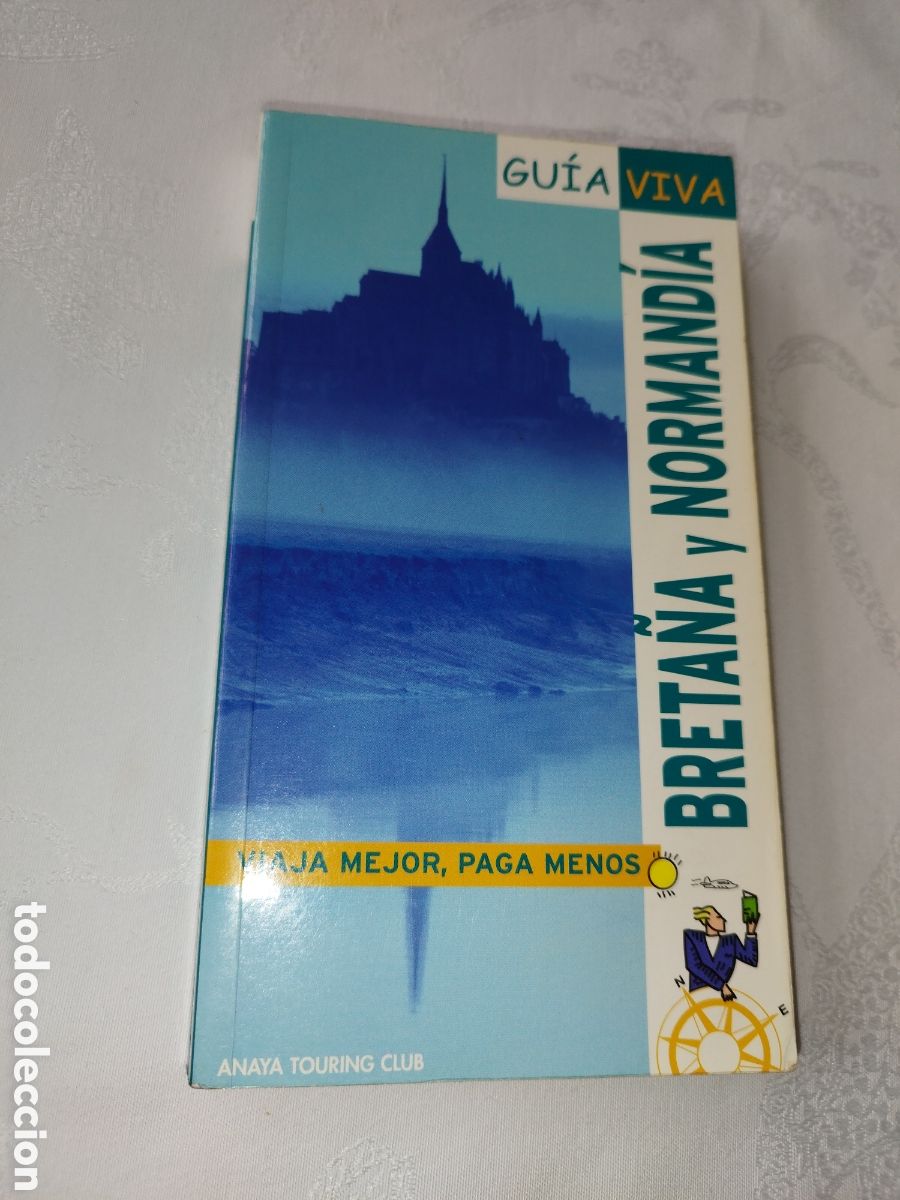 GUÍA VIVA
BRETAÑA y NORMANDÍA
VIAJA MEJOR, PAGA MENOS
N
E
ANAYA TOURING CLUB
todocoleccion